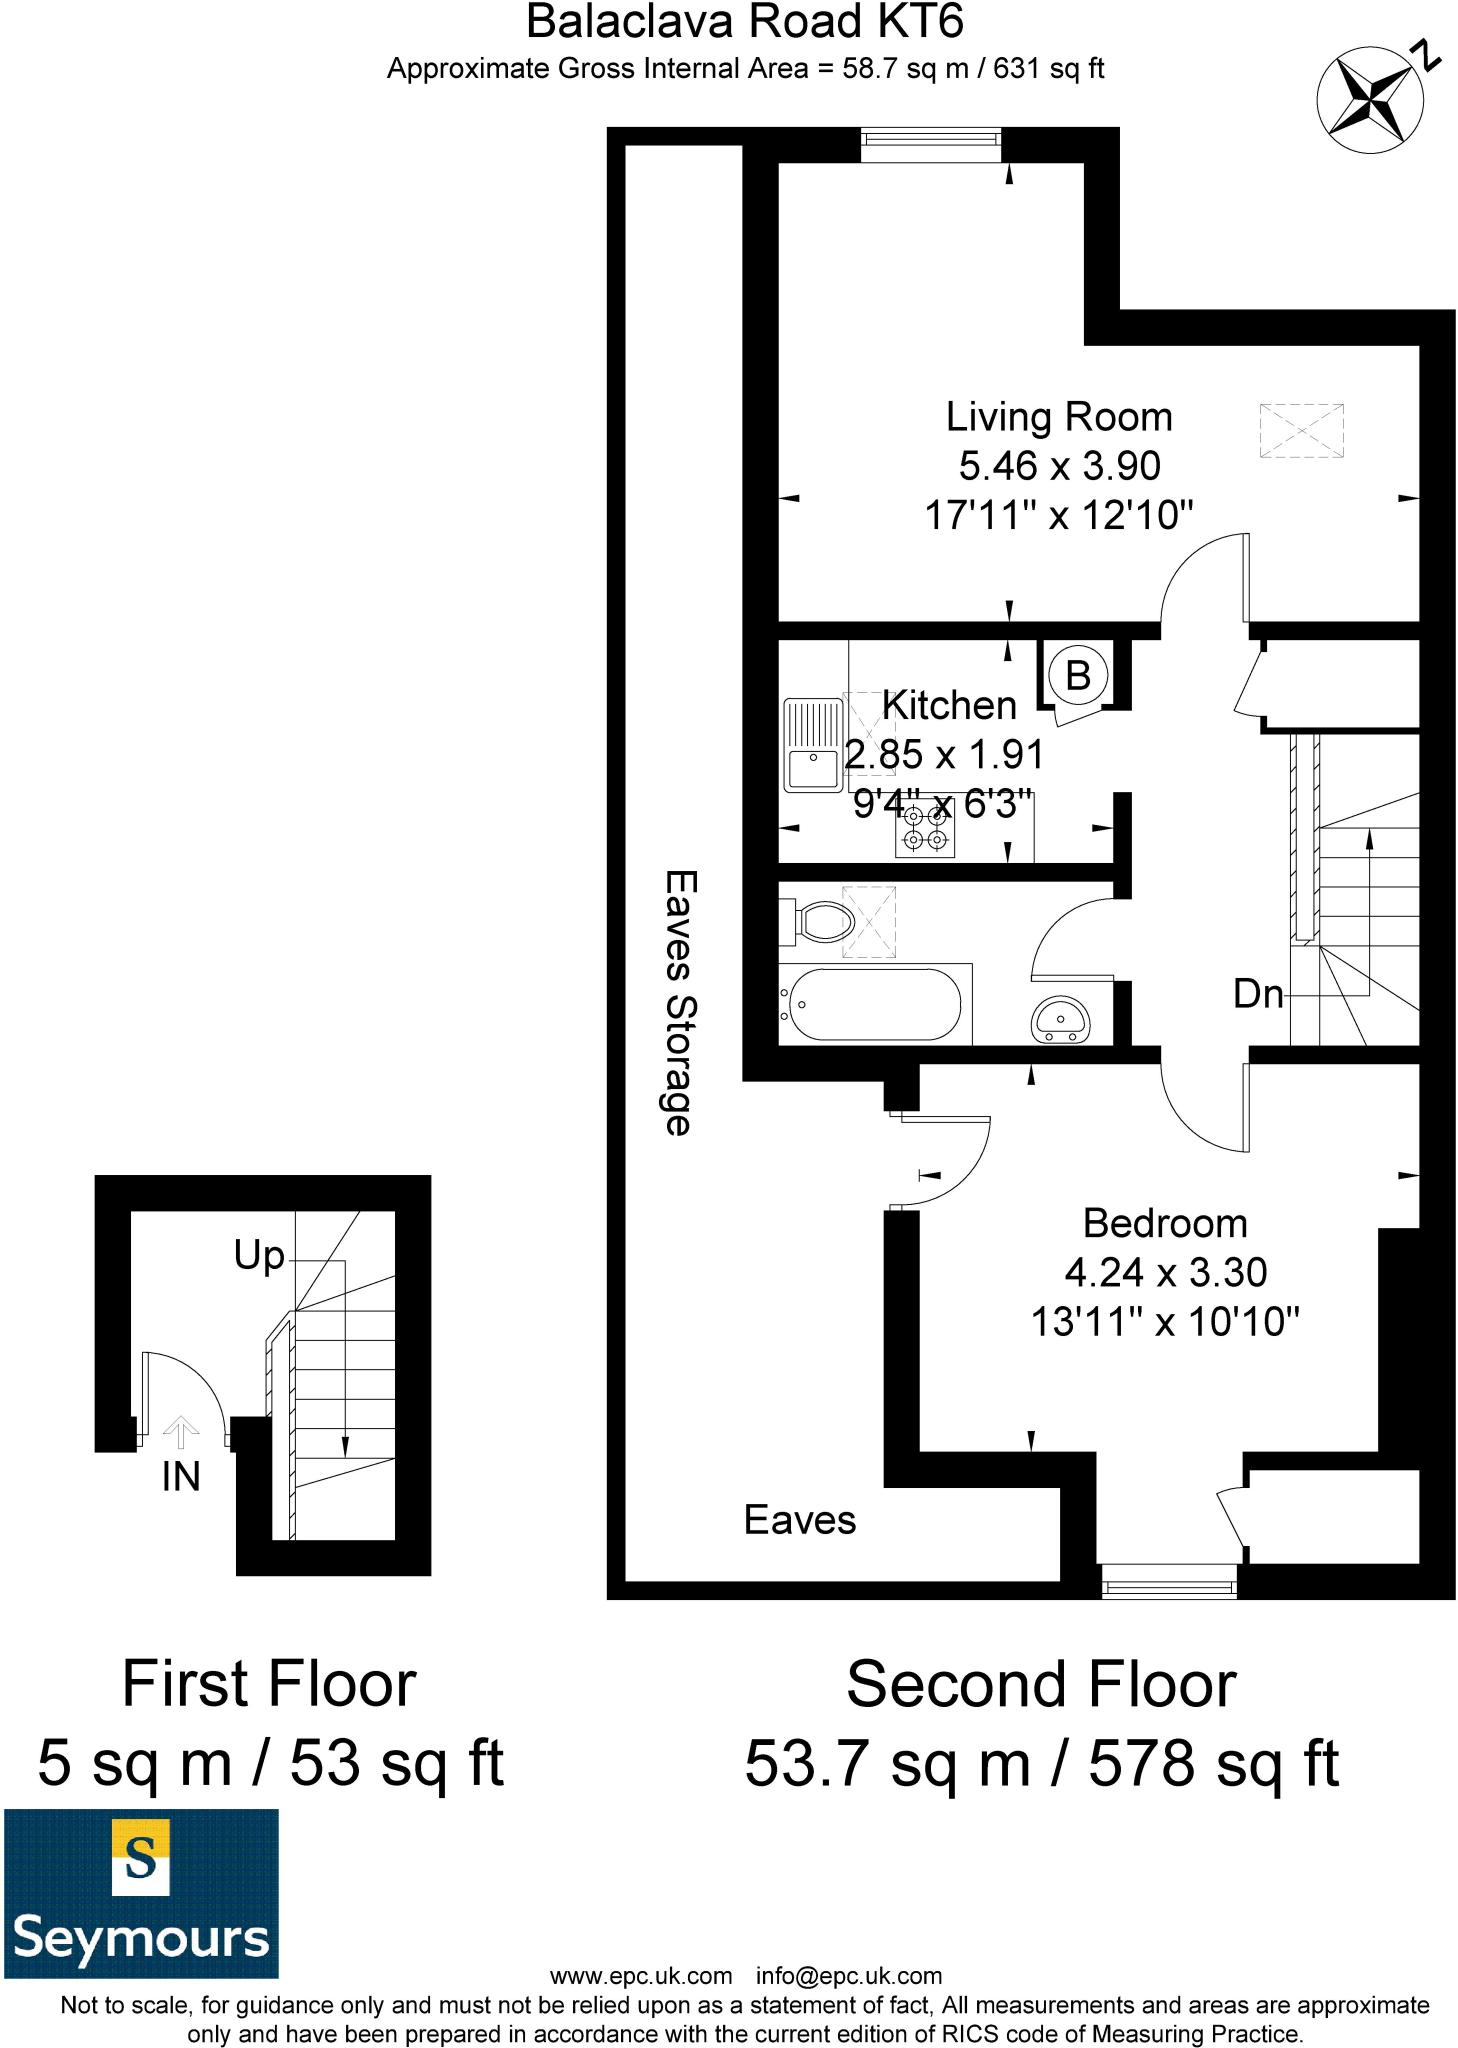 Balaclava Road KT6
Approximate Gross Internal Area = 58.7 sq m / 631 sq ft
N
Living Room
5.46 x 3.90
17'11" x 12'10"
B
Kitchen
2.85 x 1.91
9'4" x 6'3"
Eaves Storage
Dn
Bedroom
4.24 x 3.30
13'11" x 10'10"
Up
IN
Eaves
First Floor
5 sq m / 53 sq ft
Second Floor
53.7 sq m / 578 sq ft
S
Seymours
www.epc.uk.com info@epc.uk.com
Not to scale, for guidance only and must not be relied upon as a statement of fact, All measurements and areas are approximate
only and have been prepared in accordance with the current edition of RICS code of Measuring Practice.